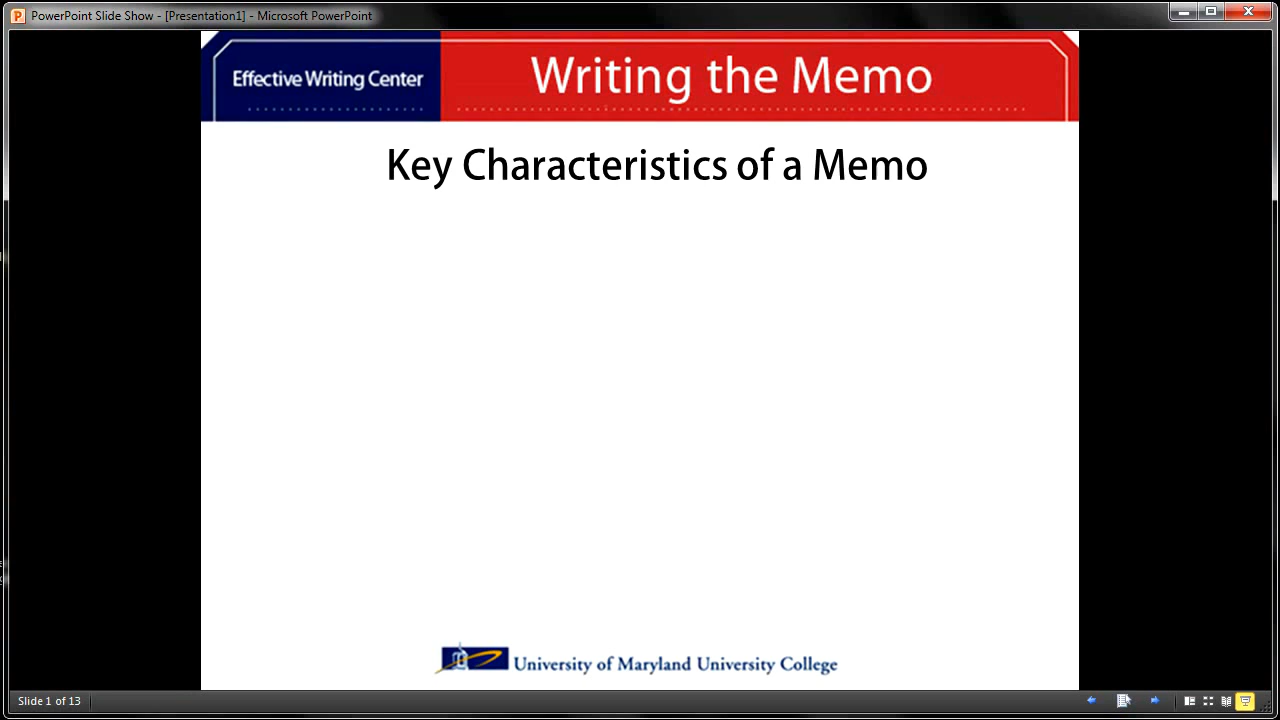 PowerPoint Slide Show - [Presentation1] - Microsoft PowerPoint
Effective Writing Center
Writing the Memo
Key Characteristics of a Memo
University of Maryland University College
Slide 1 of 13